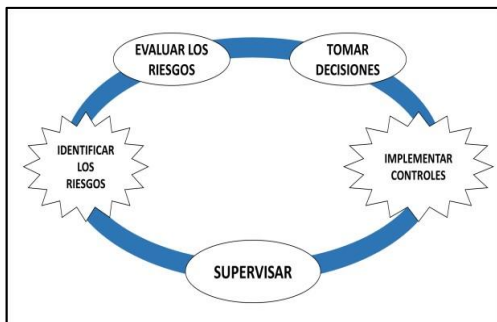 EVALUAR LOS
RIESGOS
TOMAR
DECISIONES
IDENTIFICAR
LOS
RIESGOS
IMPLEMENTAR
CONTROLES
SUPERVISAR